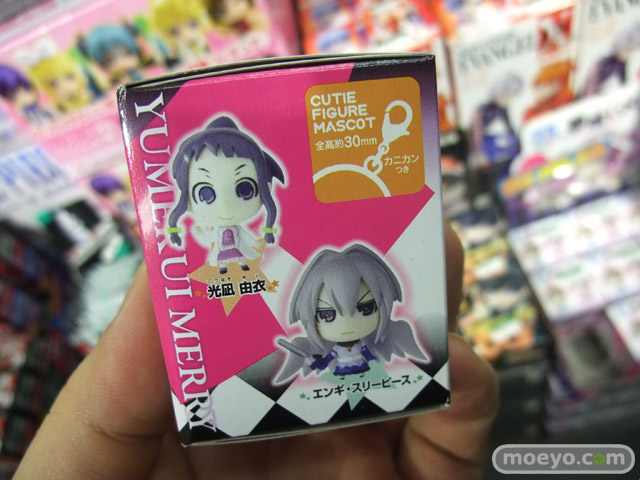 YUMEKUI MERRY
CUTIE
FIGURE
MASCOT
全高約30mm
カニカン
つき
光凪 由衣
エンギ・スリーピース
EVANGEL
moeyo.com